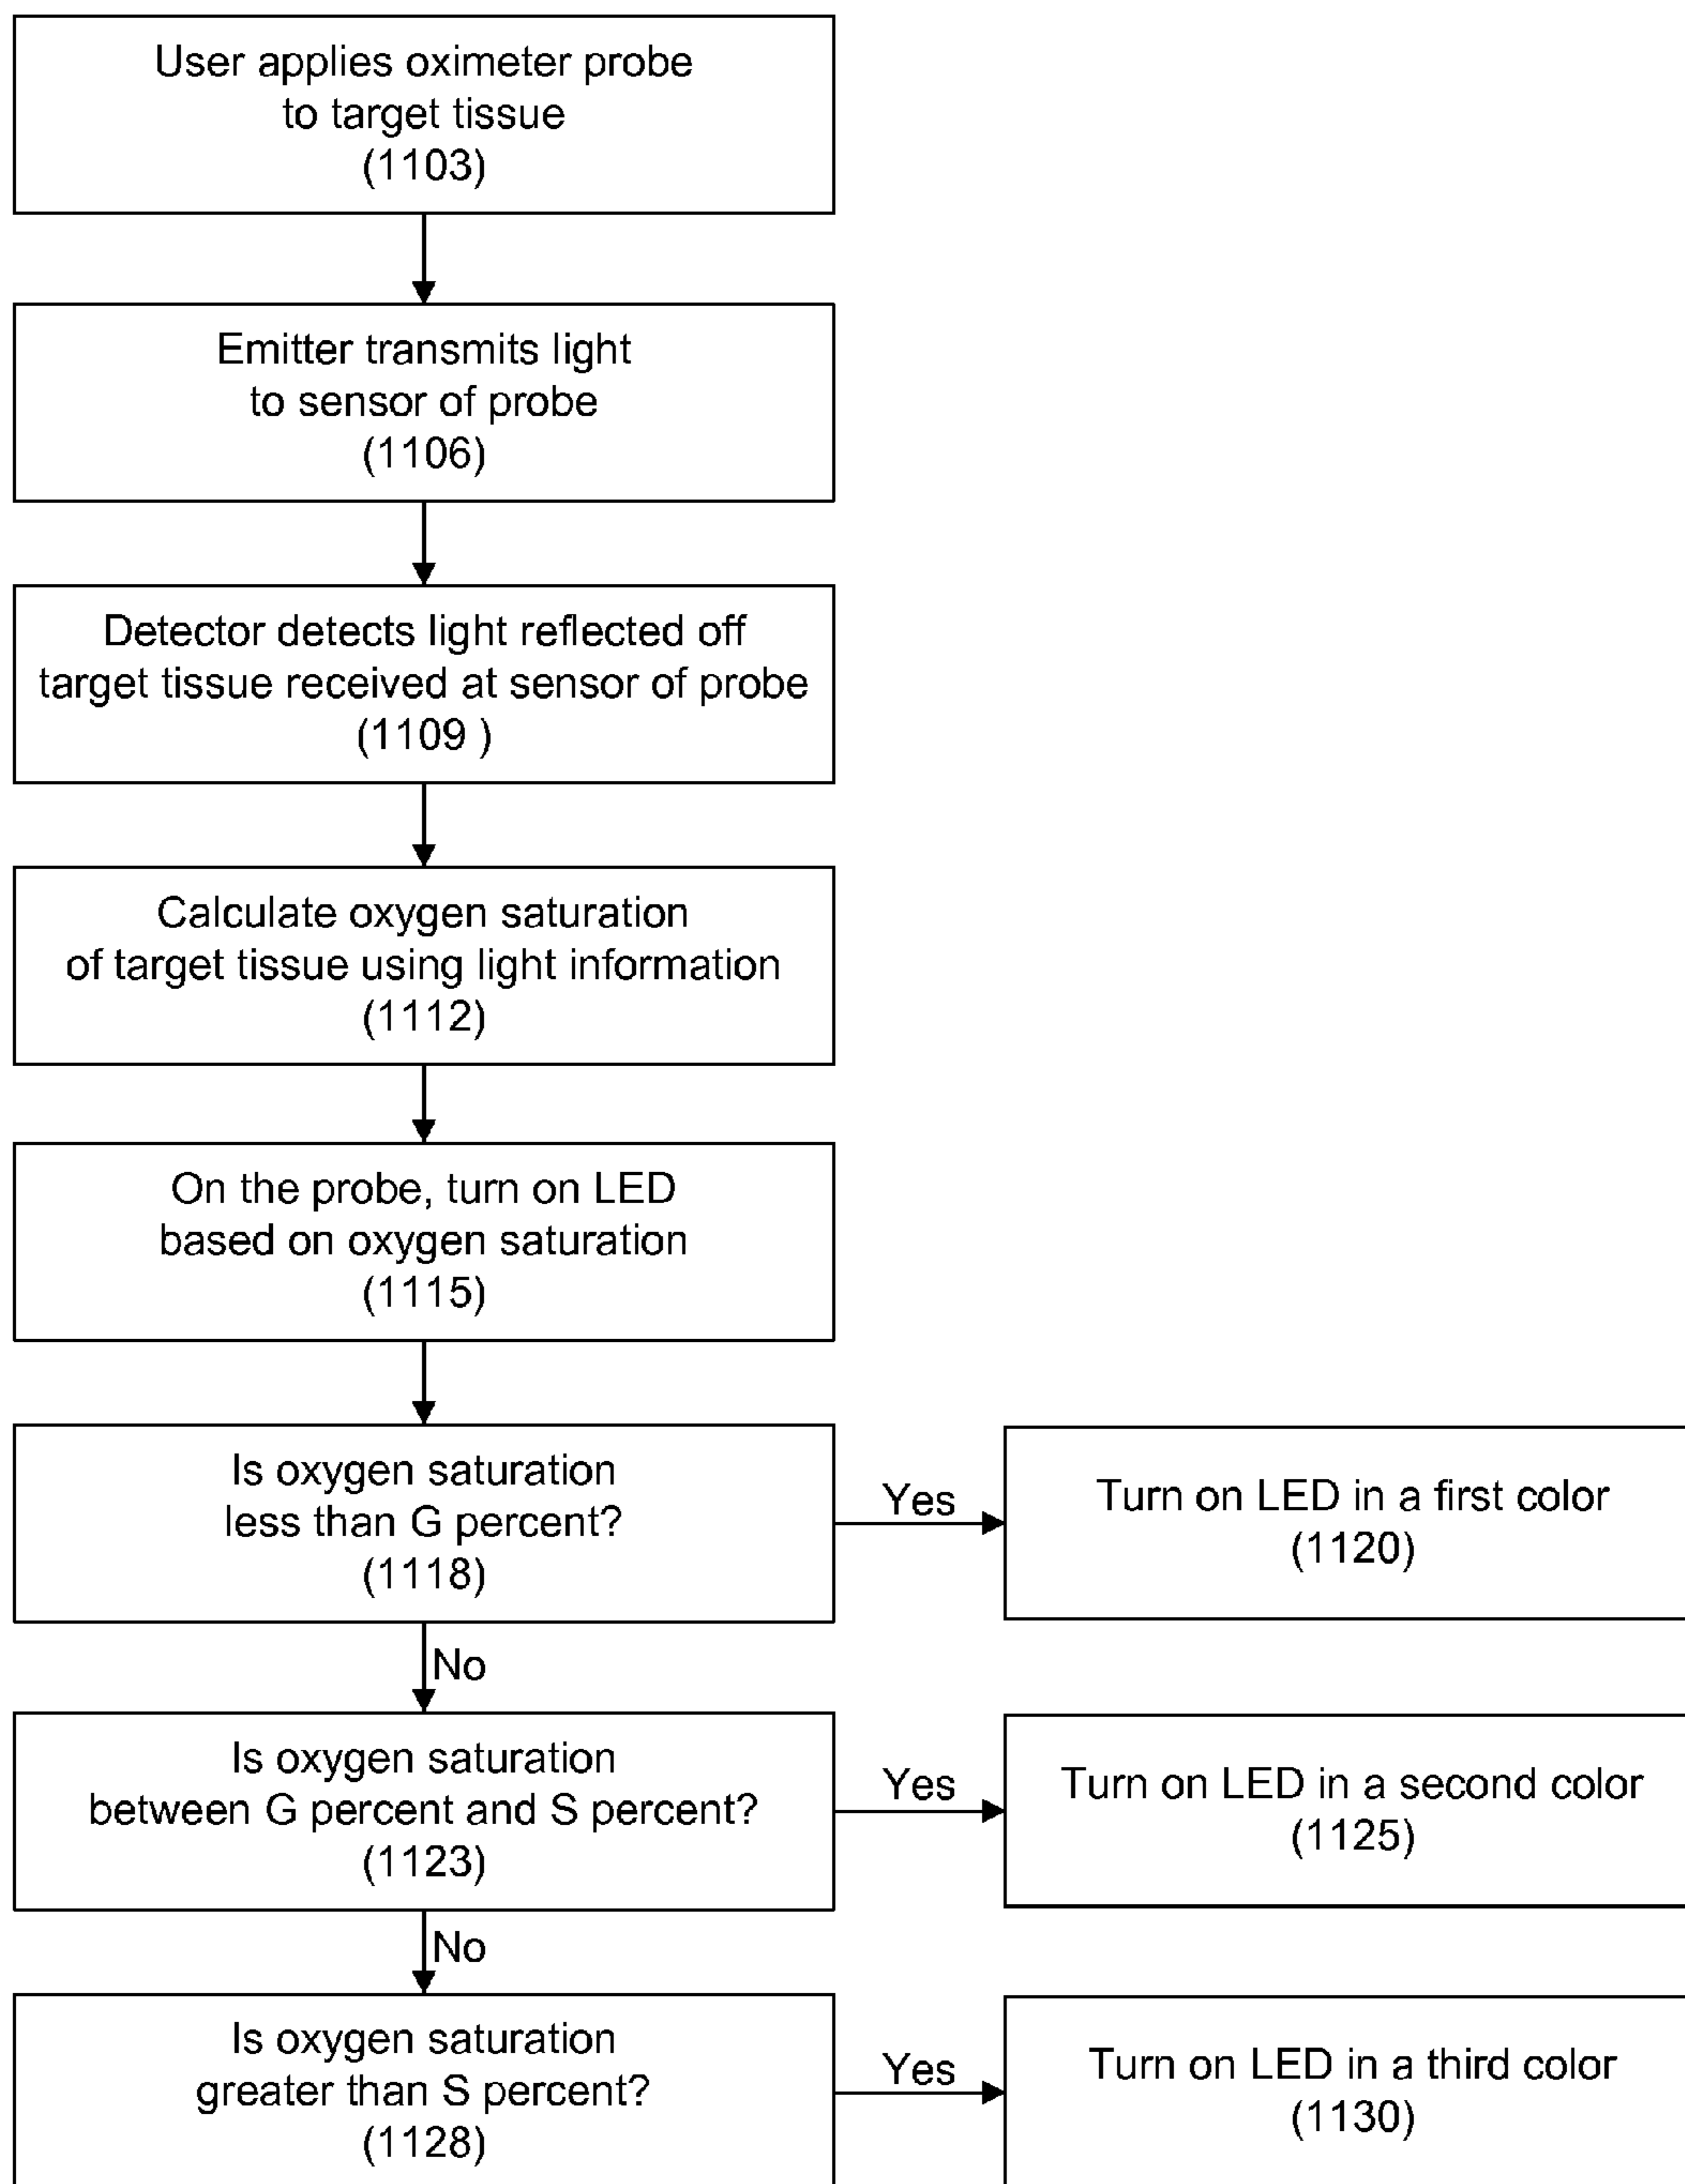 User applies oximeter probe
to target tissue
(1103)
Emitter transmits light
to sensor of probe
(1106)
Detector detects light reflected off
target tissue received at sensor of probe
(1109 )
Calculate oxygen saturation
of target tissue using light information
(1112)
On the probe, turn on LED
based on oxygen saturation
(1115)
Is oxygen saturation
less than G percent?
(1118)
Yes
Turn on LED in a first color
(1120)
No
Is oxygen saturation
between G percent and S percent?
(1123)
Yes
Turn on LED in a second color
(1125)
No
Is oxygen saturation
greater than S percent?
(1128)
Yes
Turn on LED in a third color
(1130)